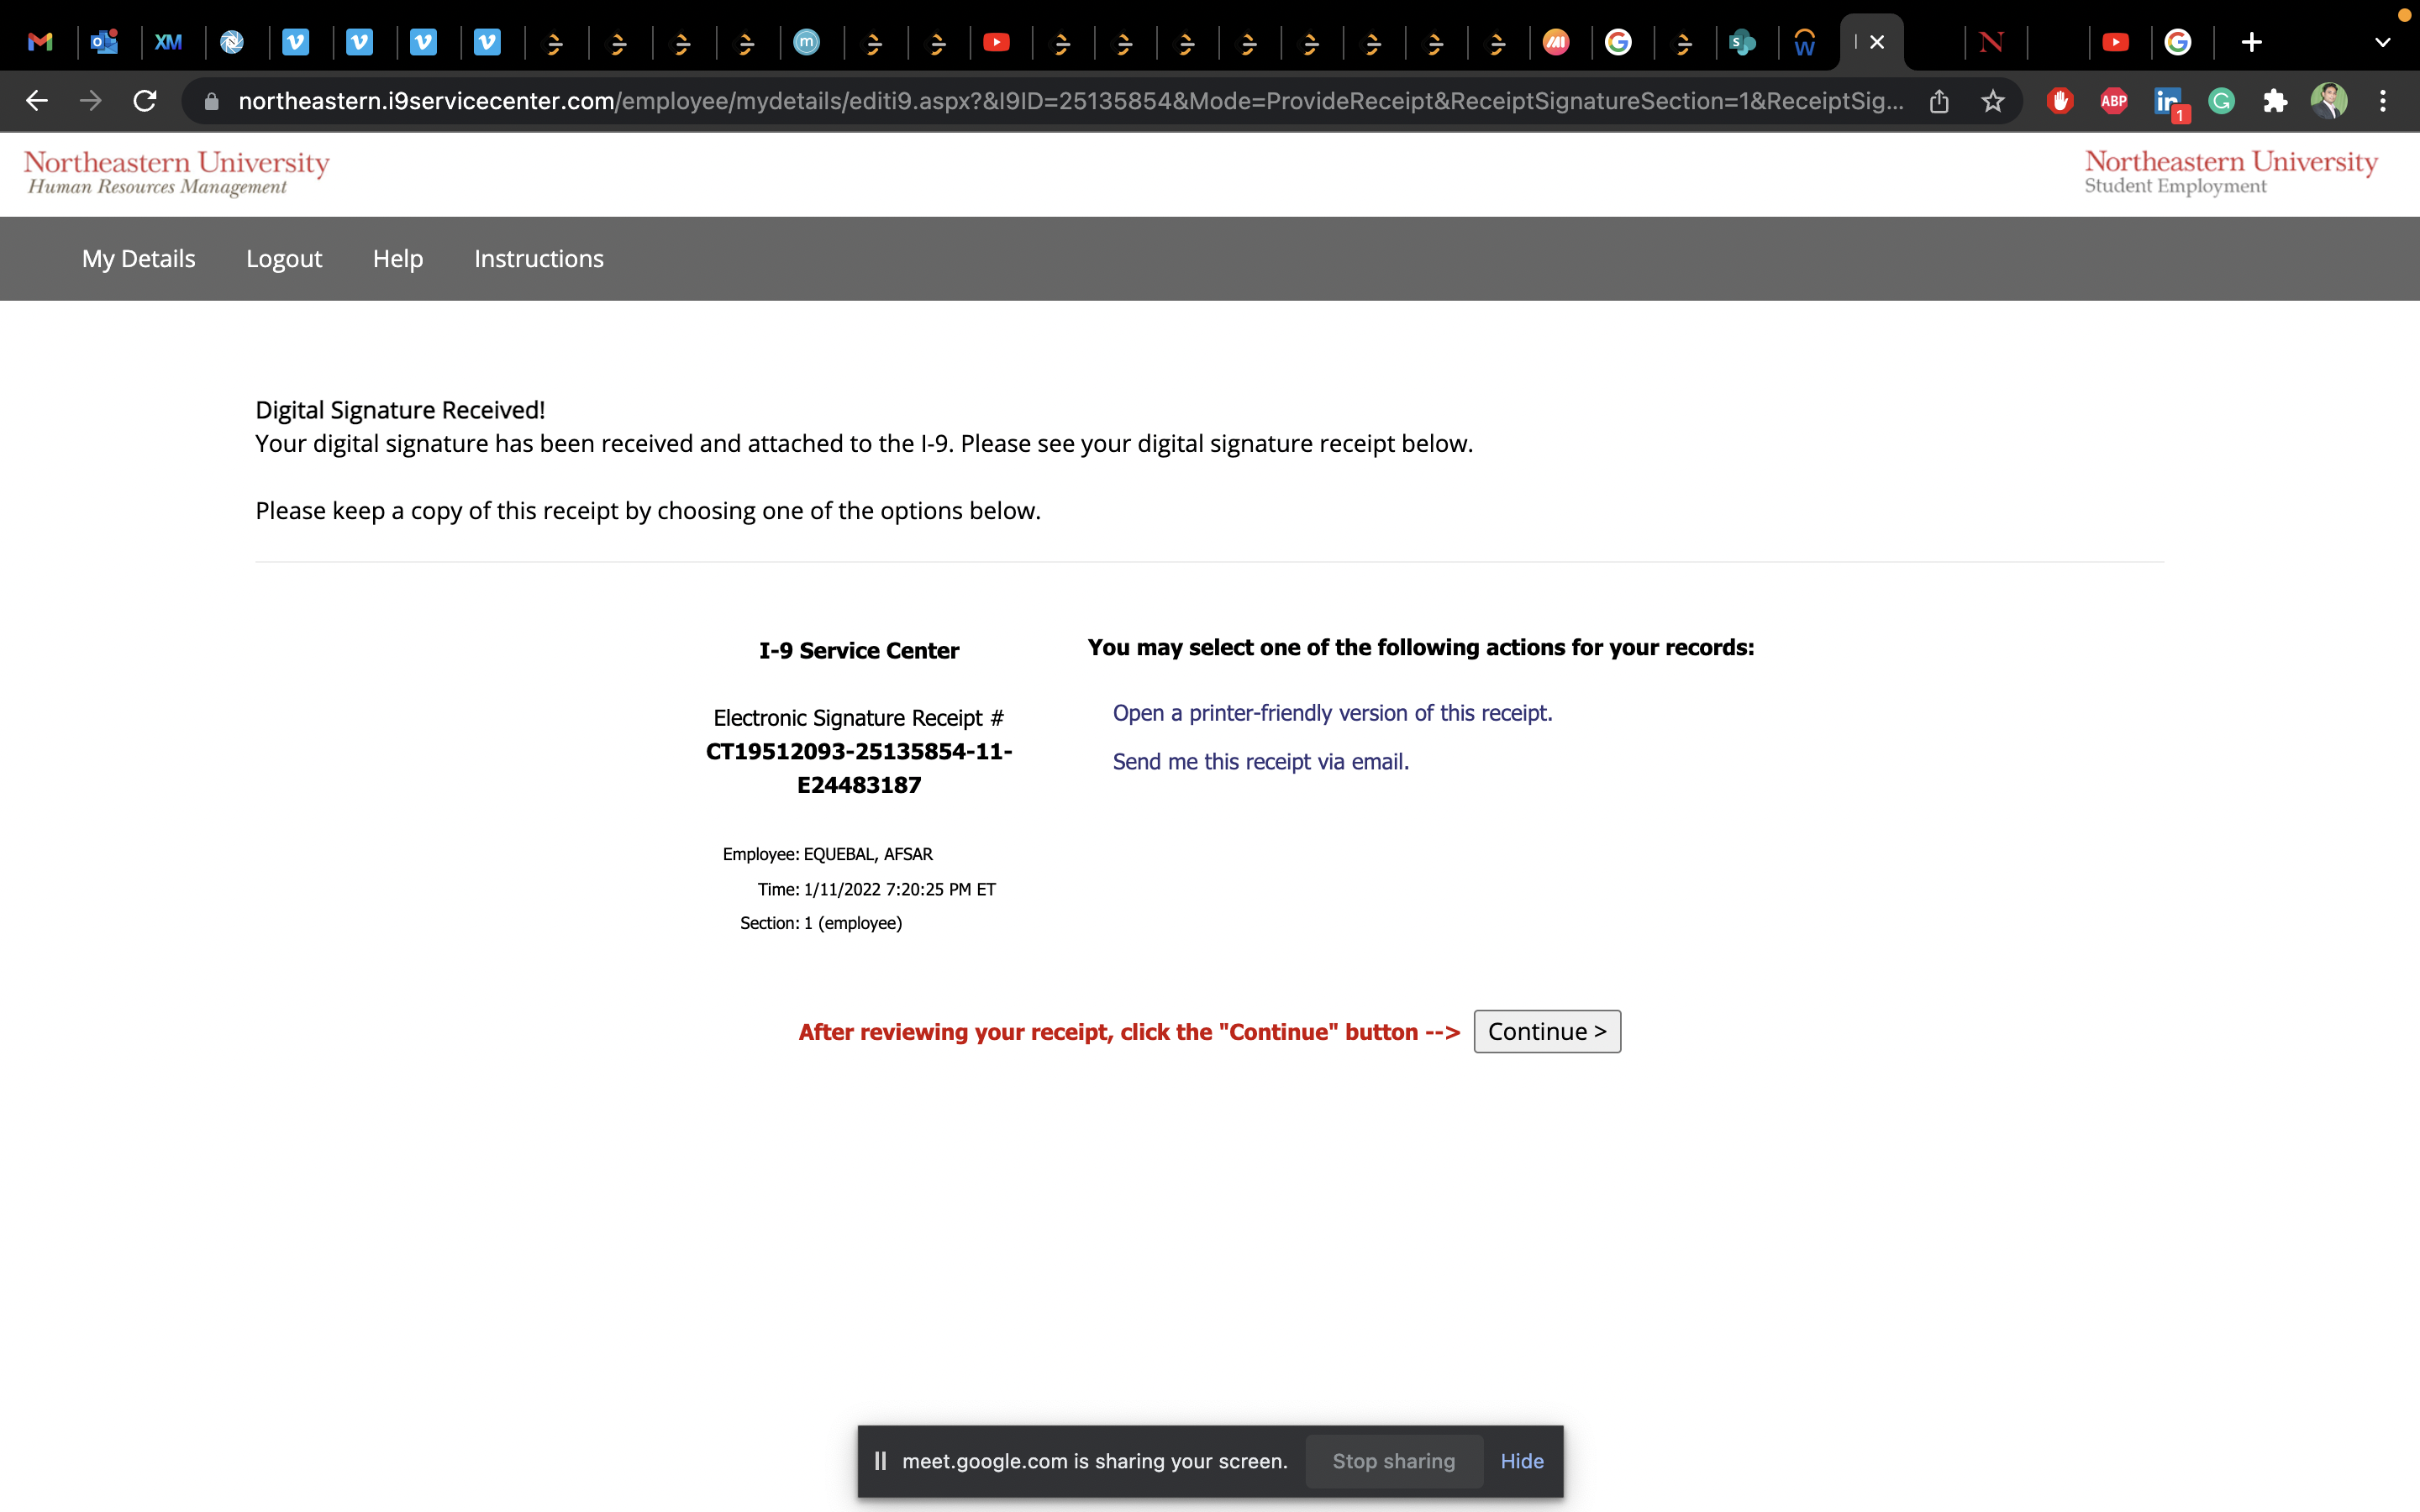 northeastern.i9servicecenter.com/employee/mydetails/editi9.aspx?&I9ID=25135854&Mode=ProvideReceipt&ReceiptSignatureSection=1&ReceiptSig...
ABP
1
Northeastern University
Human Resources Management
Northeastern University
Student Employment
My Details Logout Help Instructions
Digital Signature Received!
Your digital signature has been received and attached to the I-9. Please see your digital signature receipt below.
Please keep a copy of this receipt by choosing one of the options below.
I-9 Service Center
Electronic Signature Receipt #
CT19512093-25135854-11-
E24483187
Employee: EQUEBAL, AFSAR
Time: 1/11/2022 7:20:25 PM ET
Section: 1 (employee)
You may select one of the following actions for your records:
Open a printer-friendly version of this receipt.
Send me this receipt via email.
After reviewing your receipt, click the "Continue" button --> Continue >
meet.google.com is sharing your screen. Stop sharing Hide